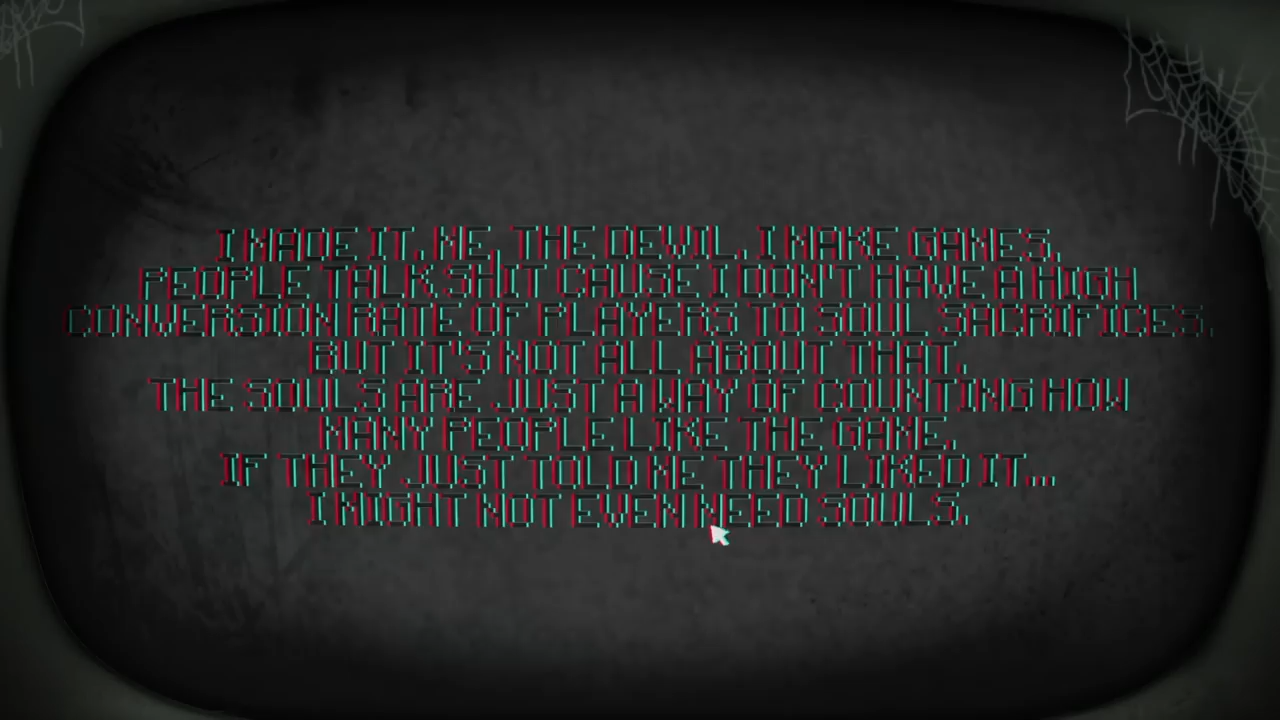 I MADE IT. ME, THE DEVIL. I MAKE GAMES.
PEOPLE TALK SHIT CAUSE I DON'T HAVE A HIGH
CONVERSION RATE OF PLAYERS TO SOUL SACRIFICES.
BUT IT'S NOT ALL ABOUT THAT.
THE SOULS ARE JUST A WAY OF COUNTING HOW
MANY PEOPLE LIKE THE GAME.
IF THEY JUST TOLD ME THEY LIKED IT...
I MIGHT NOT EVEN NEED SOULS.